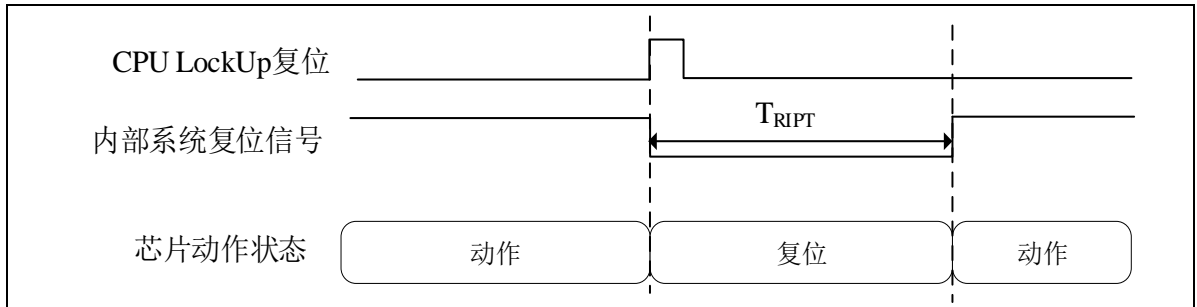 CPU LockUp复位
T_RIPT
内部系统复位信号
芯片动作状态
动作
复位
动作